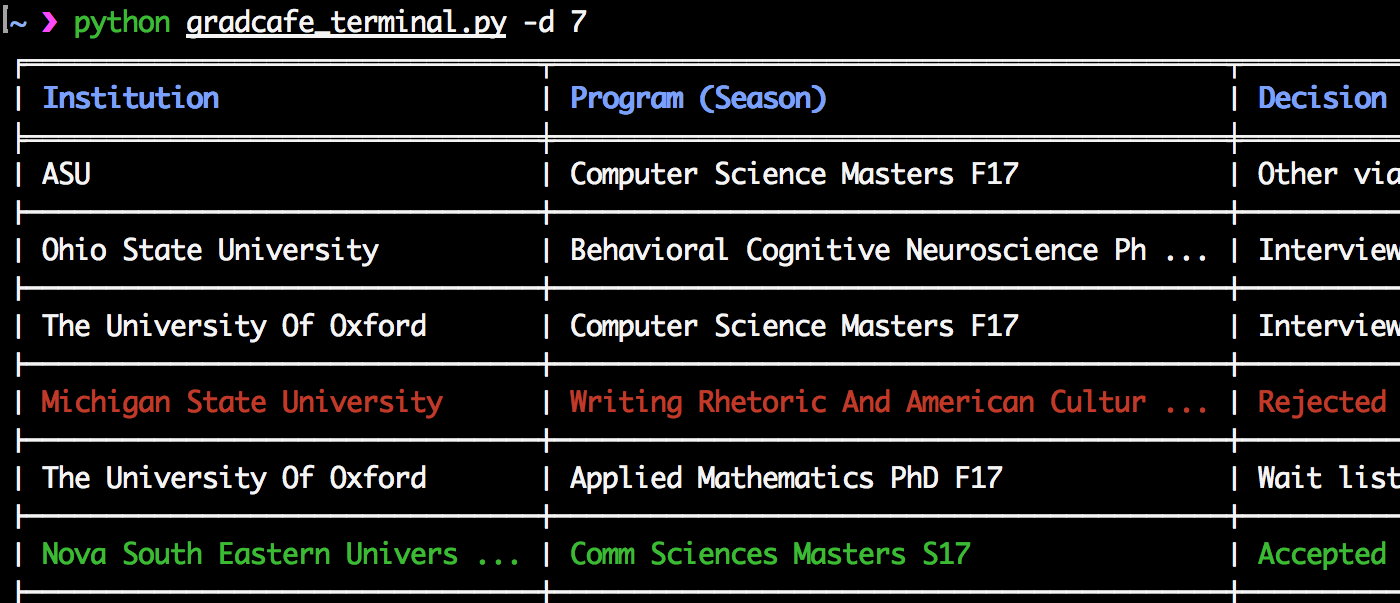 ~ ❯ python gradcafe_terminal.py -d 7
Institution | Program (Season) | Decision
ASU | Computer Science Masters F17 | Other via
Ohio State University | Behavioral Cognitive Neuroscience Ph ... | Interview
The University Of Oxford | Computer Science Masters F17 | Interview
Michigan State University | Writing Rhetoric And American Cultur ... | Rejected
The University Of Oxford | Applied Mathematics PhD F17 | Wait list
Nova South Eastern Univers ... | Comm Sciences Masters S17 | Accepted